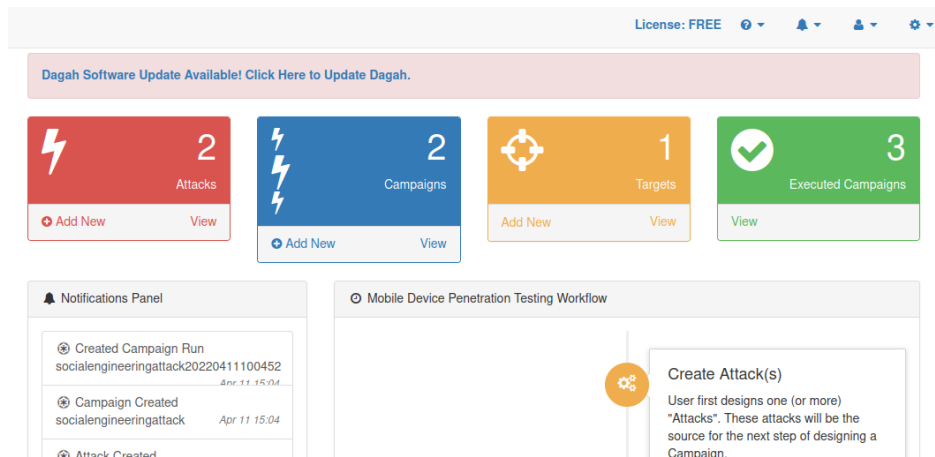 License: FREE
Dagah Software Update Available! Click Here to Update Dagah.
2
Attacks
Add New View
2
Campaigns
Add New View
1
Targets
Add New View
3
Executed Campaigns
View
Notifications Panel
Created Campaign Run
socialengineeringattack20220411100452
Apr 11 15:04
Campaign Created
socialengineeringattack Apr 11 15:04
Attack Created
Mobile Device Penetration Testing Workflow
Create Attack(s)
User first designs one (or more)
"Attacks". These attacks will be the
source for the next step of designing a
Campaign.